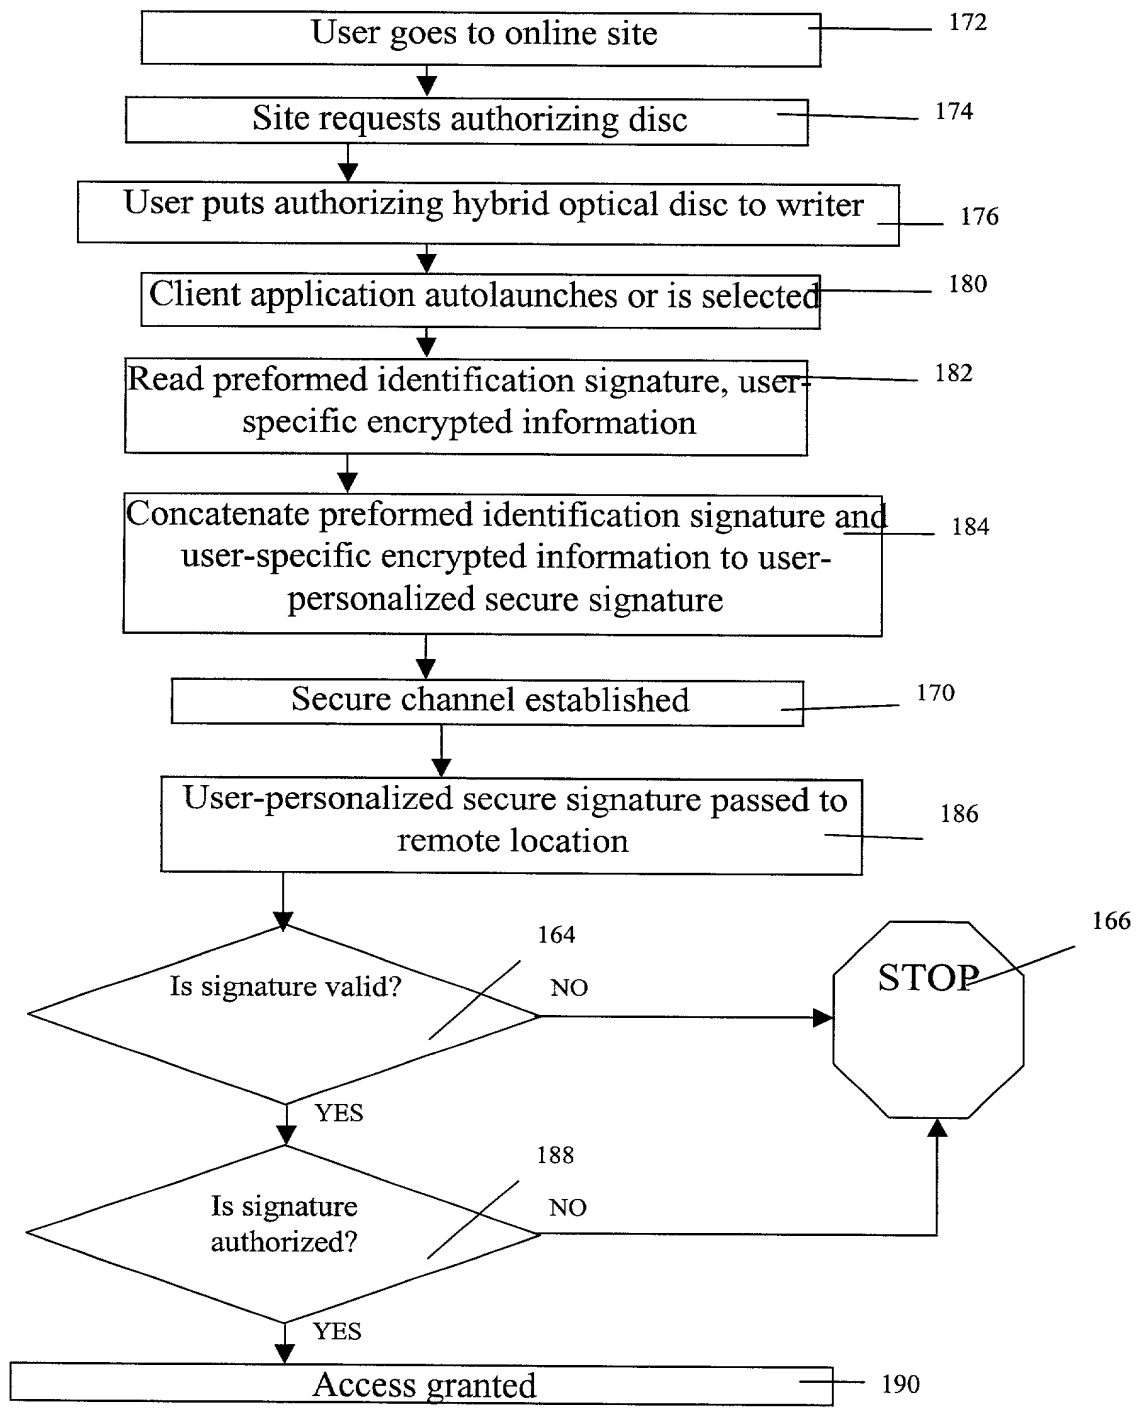 User goes to online site
172
Site requests authorizing disc
174
User puts authorizing hybrid optical disc to writer
176
Client application autolaunches or is selected
180
Read preformed identification signature, user-
specific encrypted information
182
Concatenate preformed identification signature and
user-specific encrypted information to user-
personalized secure signature
184
Secure channel established
170
User-personalized secure signature passed to
remote location
186
Is signature valid?
164
NO
STOP
166
YES
Is signature
authorized?
188
NO
YES
Access granted
190